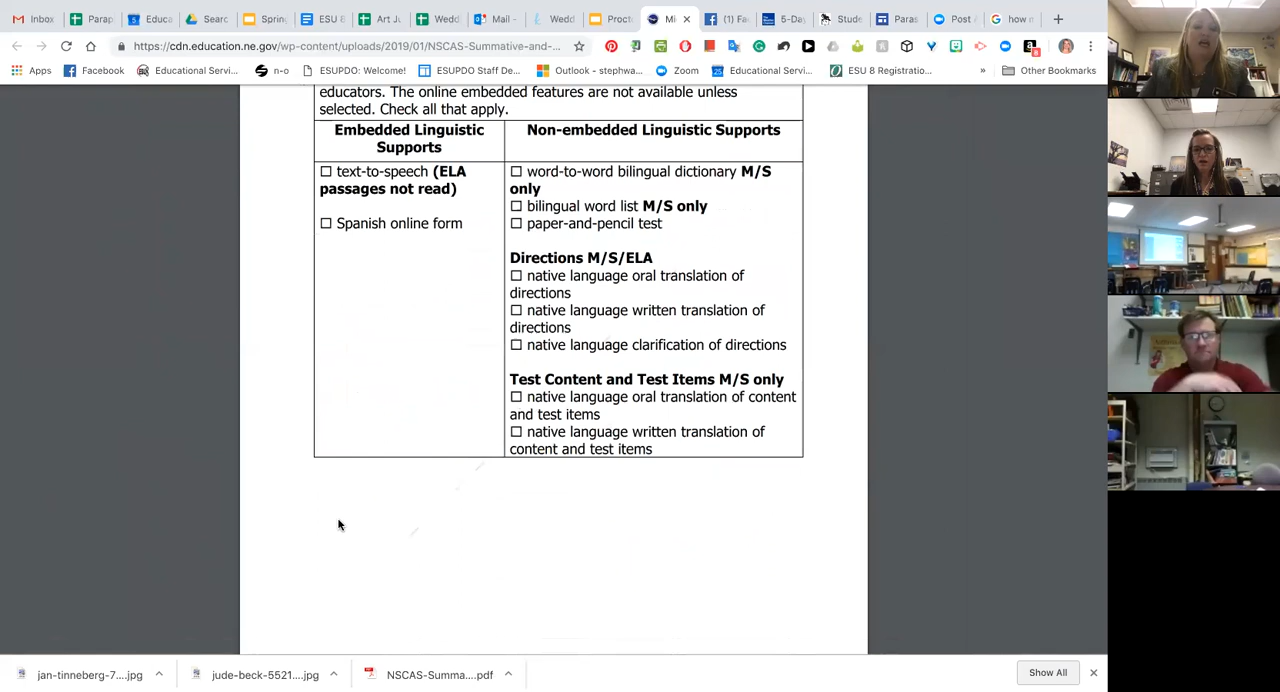 Inbox
Parap
Educa
Searc
Spring
ESU 8
Art Ju
Wedd
Mail -
Wedd
Procto
Mi
(1) Fac
5-Day
Stude
Paras
Post A
how n
https://cdn.education.ne.gov/wp-content/uploads/2019/01/NSCAS-Summative-and-...
Apps
Facebook
Educational Servi...
n-o
ESUPDO: Welcome!
ESUPDO Staff De...
Outlook - stephwa...
Zoom
Educational Servi...
ESU 8 Registratio...
»
Other Bookmarks
educators. The online embedded features are not available unless
selected. Check all that apply.
Embedded Linguistic
Supports
☐ text-to-speech (ELA
passages not read)
☐ Spanish online form
Non-embedded Linguistic Supports
☐ word-to-word bilingual dictionary M/S
only
☐ bilingual word list M/S only
☐ paper-and-pencil test
Directions M/S/ELA
☐ native language oral translation of
directions
☐ native language written translation of
directions
☐ native language clarification of directions
Test Content and Test Items M/S only
☐ native language oral translation of content
and test items
☐ native language written translation of
content and test items
jan-tinneberg-7....jpg
jude-beck-5521....jpg
NSCAS-Summa....pdf
Show All